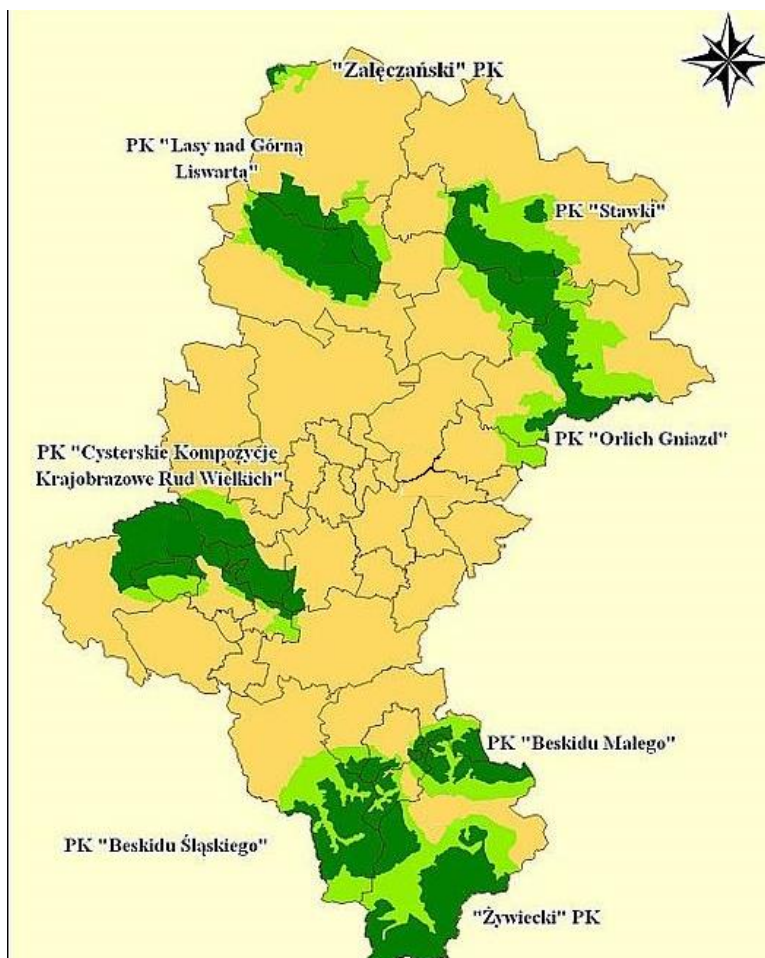 "Załęczański" PK
PK "Lasy nad Górną
Liswartą"
PK "Stawki"
PK "Orlich Gniazd"
PK "Cysterskie Kompozycje
Krajobrazowe Rud Wielkich"
PK "Beskidu Małego"
PK "Beskidu Śląskiego"
"Żywiecki" PK